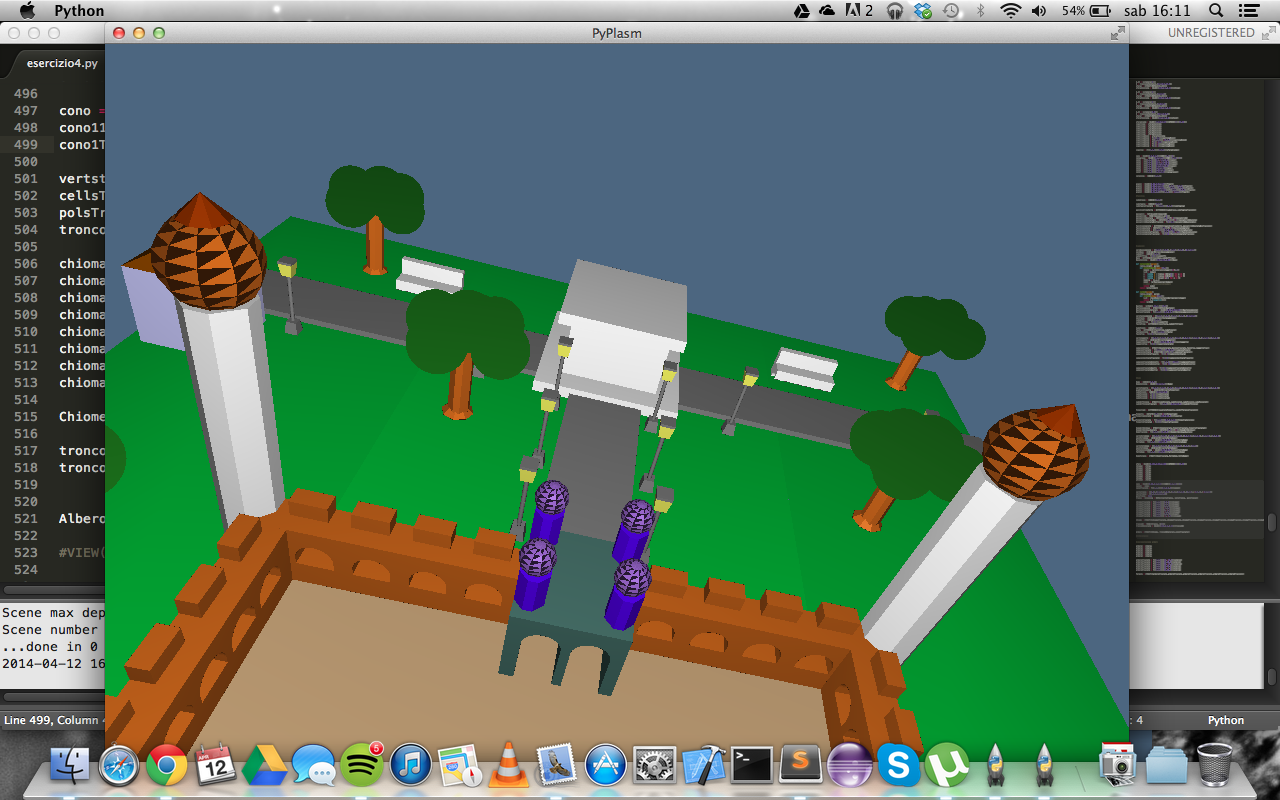 Python
2
54%
sab 16:11
PyPlasm
UNREGISTERED
esercizio4.py
496
497 cono =
498 cono11
499 cono1T
500
501 vertst
502 cellsT
503 polsTr
504 tronco
505
506 chioma
507 chioma
508 chioma
509 chioma
510 chioma
511 chioma
512 chioma
513 chioma
514
515 Chiome
516
517 tronco
518 tronco
519
520
521 Albero
522
523 #VIEW(
524
Scene max dep
Scene number
...done in 0
2014-04-12 16
Line 499, Column 4
: 4
Python
5
APR
12